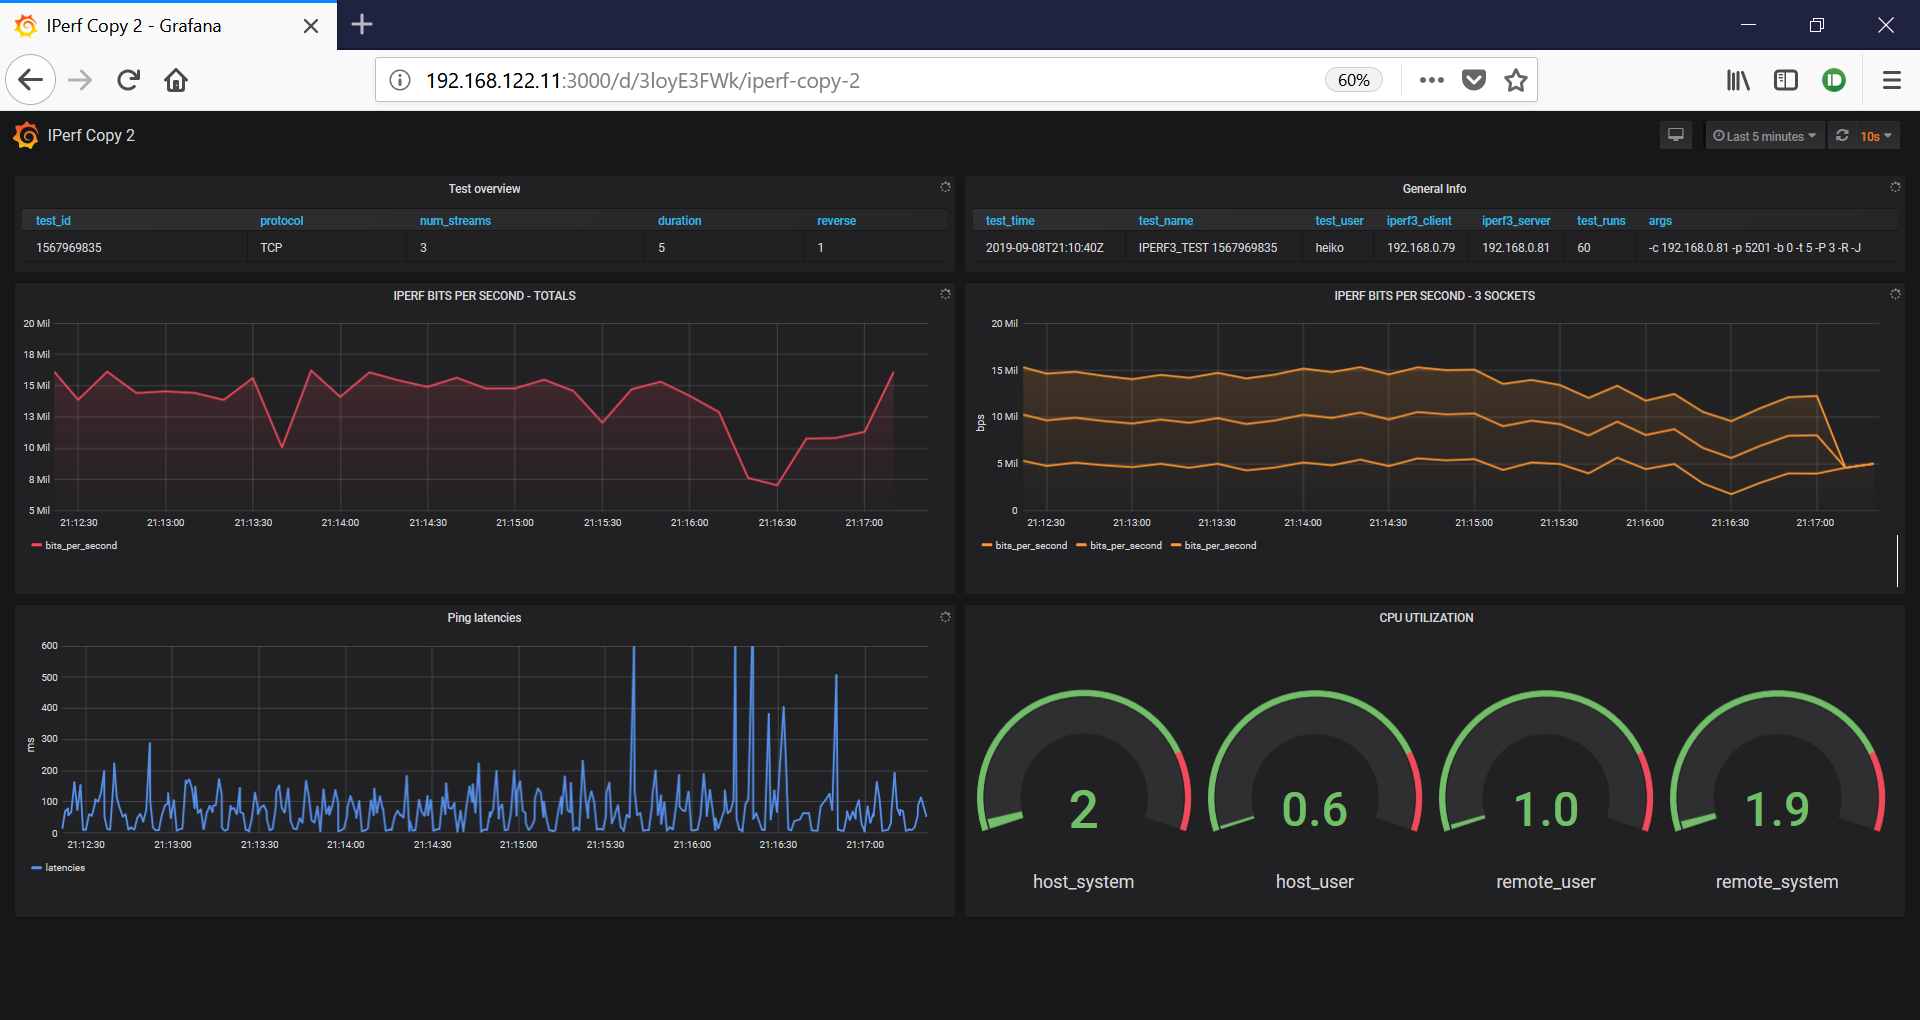 IPerf Copy 2 - Grafana
192.168.122.11:3000/d/3loyE3FWk/iperf-copy-2
60%
IPerf Copy 2
Last 5 minutes
10s
Test overview
test_id protocol num_streams duration reverse
1567969835 TCP 3 5 1
General Info
test_time test_name test_user iperf3_client iperf3_server test_runs args
2019-09-08T21:10:40Z IPERF3_TEST 1567969835 heiko 192.168.0.79 192.168.0.81 60 -c 192.168.0.81 -p 5201 -b 0 -t 5 -P 3 -R -J
IPERF BITS PER SECOND - TOTALS
20 Mil
18 Mil
15 Mil
13 Mil
10 Mil
8 Mil
5 Mil
21:12:30 21:13:00 21:13:30 21:14:00 21:14:30 21:15:00 21:15:30 21:16:00 21:16:30 21:17:00
bits_per_second
IPERF BITS PER SECOND - 3 SOCKETS
bps
20 Mil
15 Mil
10 Mil
5 Mil
0
21:12:30 21:13:00 21:13:30 21:14:00 21:14:30 21:15:00 21:15:30 21:16:00 21:16:30 21:17:00
bits_per_second bits_per_second bits_per_second
Ping latencies
ms
600
500
400
300
200
100
0
21:12:30 21:13:00 21:13:30 21:14:00 21:14:30 21:15:00 21:15:30 21:16:00 21:16:30 21:17:00
latencies
CPU UTILIZATION
2 0.6 1.0 1.9
host_system host_user remote_user remote_system